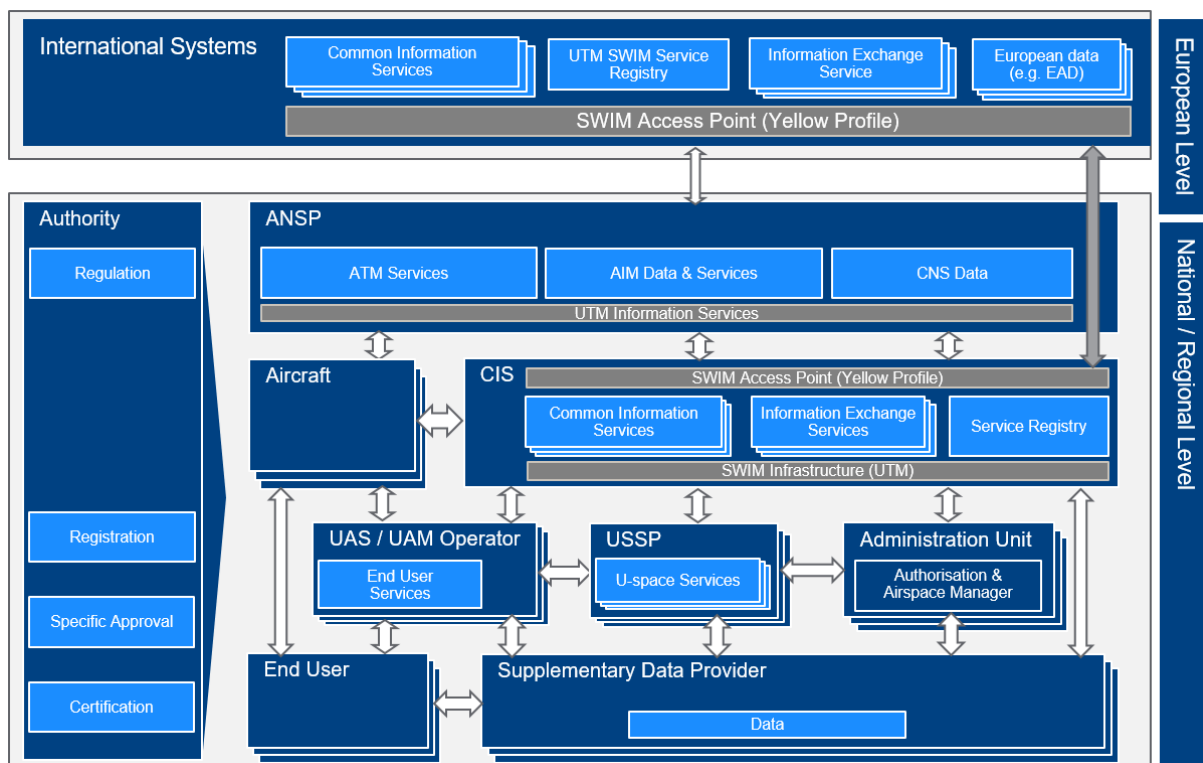 International Systems
Common Information
Services
UTM SWIM Service
Registry
Information Exchange
Service
European data
(e.g. EAD)
SWIM Access Point (Yellow Profile)
European Level
Authority
Regulation
Registration
Specific Approval
Certification
ANSP
ATM Services
AIM Data & Services
CNS Data
UTM Information Services
Aircraft
CIS
SWIM Access Point (Yellow Profile)
Common Information
Services
Information Exchange
Services
Service Registry
SWIM Infrastructure (UTM)
UAS / UAM Operator
End User
Services
USSP
U-space Services
Administration Unit
Authorisation &
Airspace Manager
End User
Supplementary Data Provider
Data
National / Regional Level